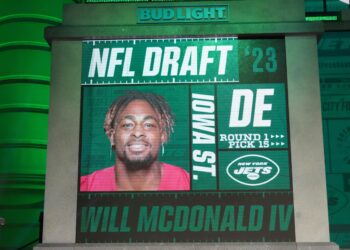 BUD LIGHT
NFL DRAFT '23
IOWA ST.
DE
ROUND 1
PICK 15
NEW YORK
JETS
WILL MCDONALD IV